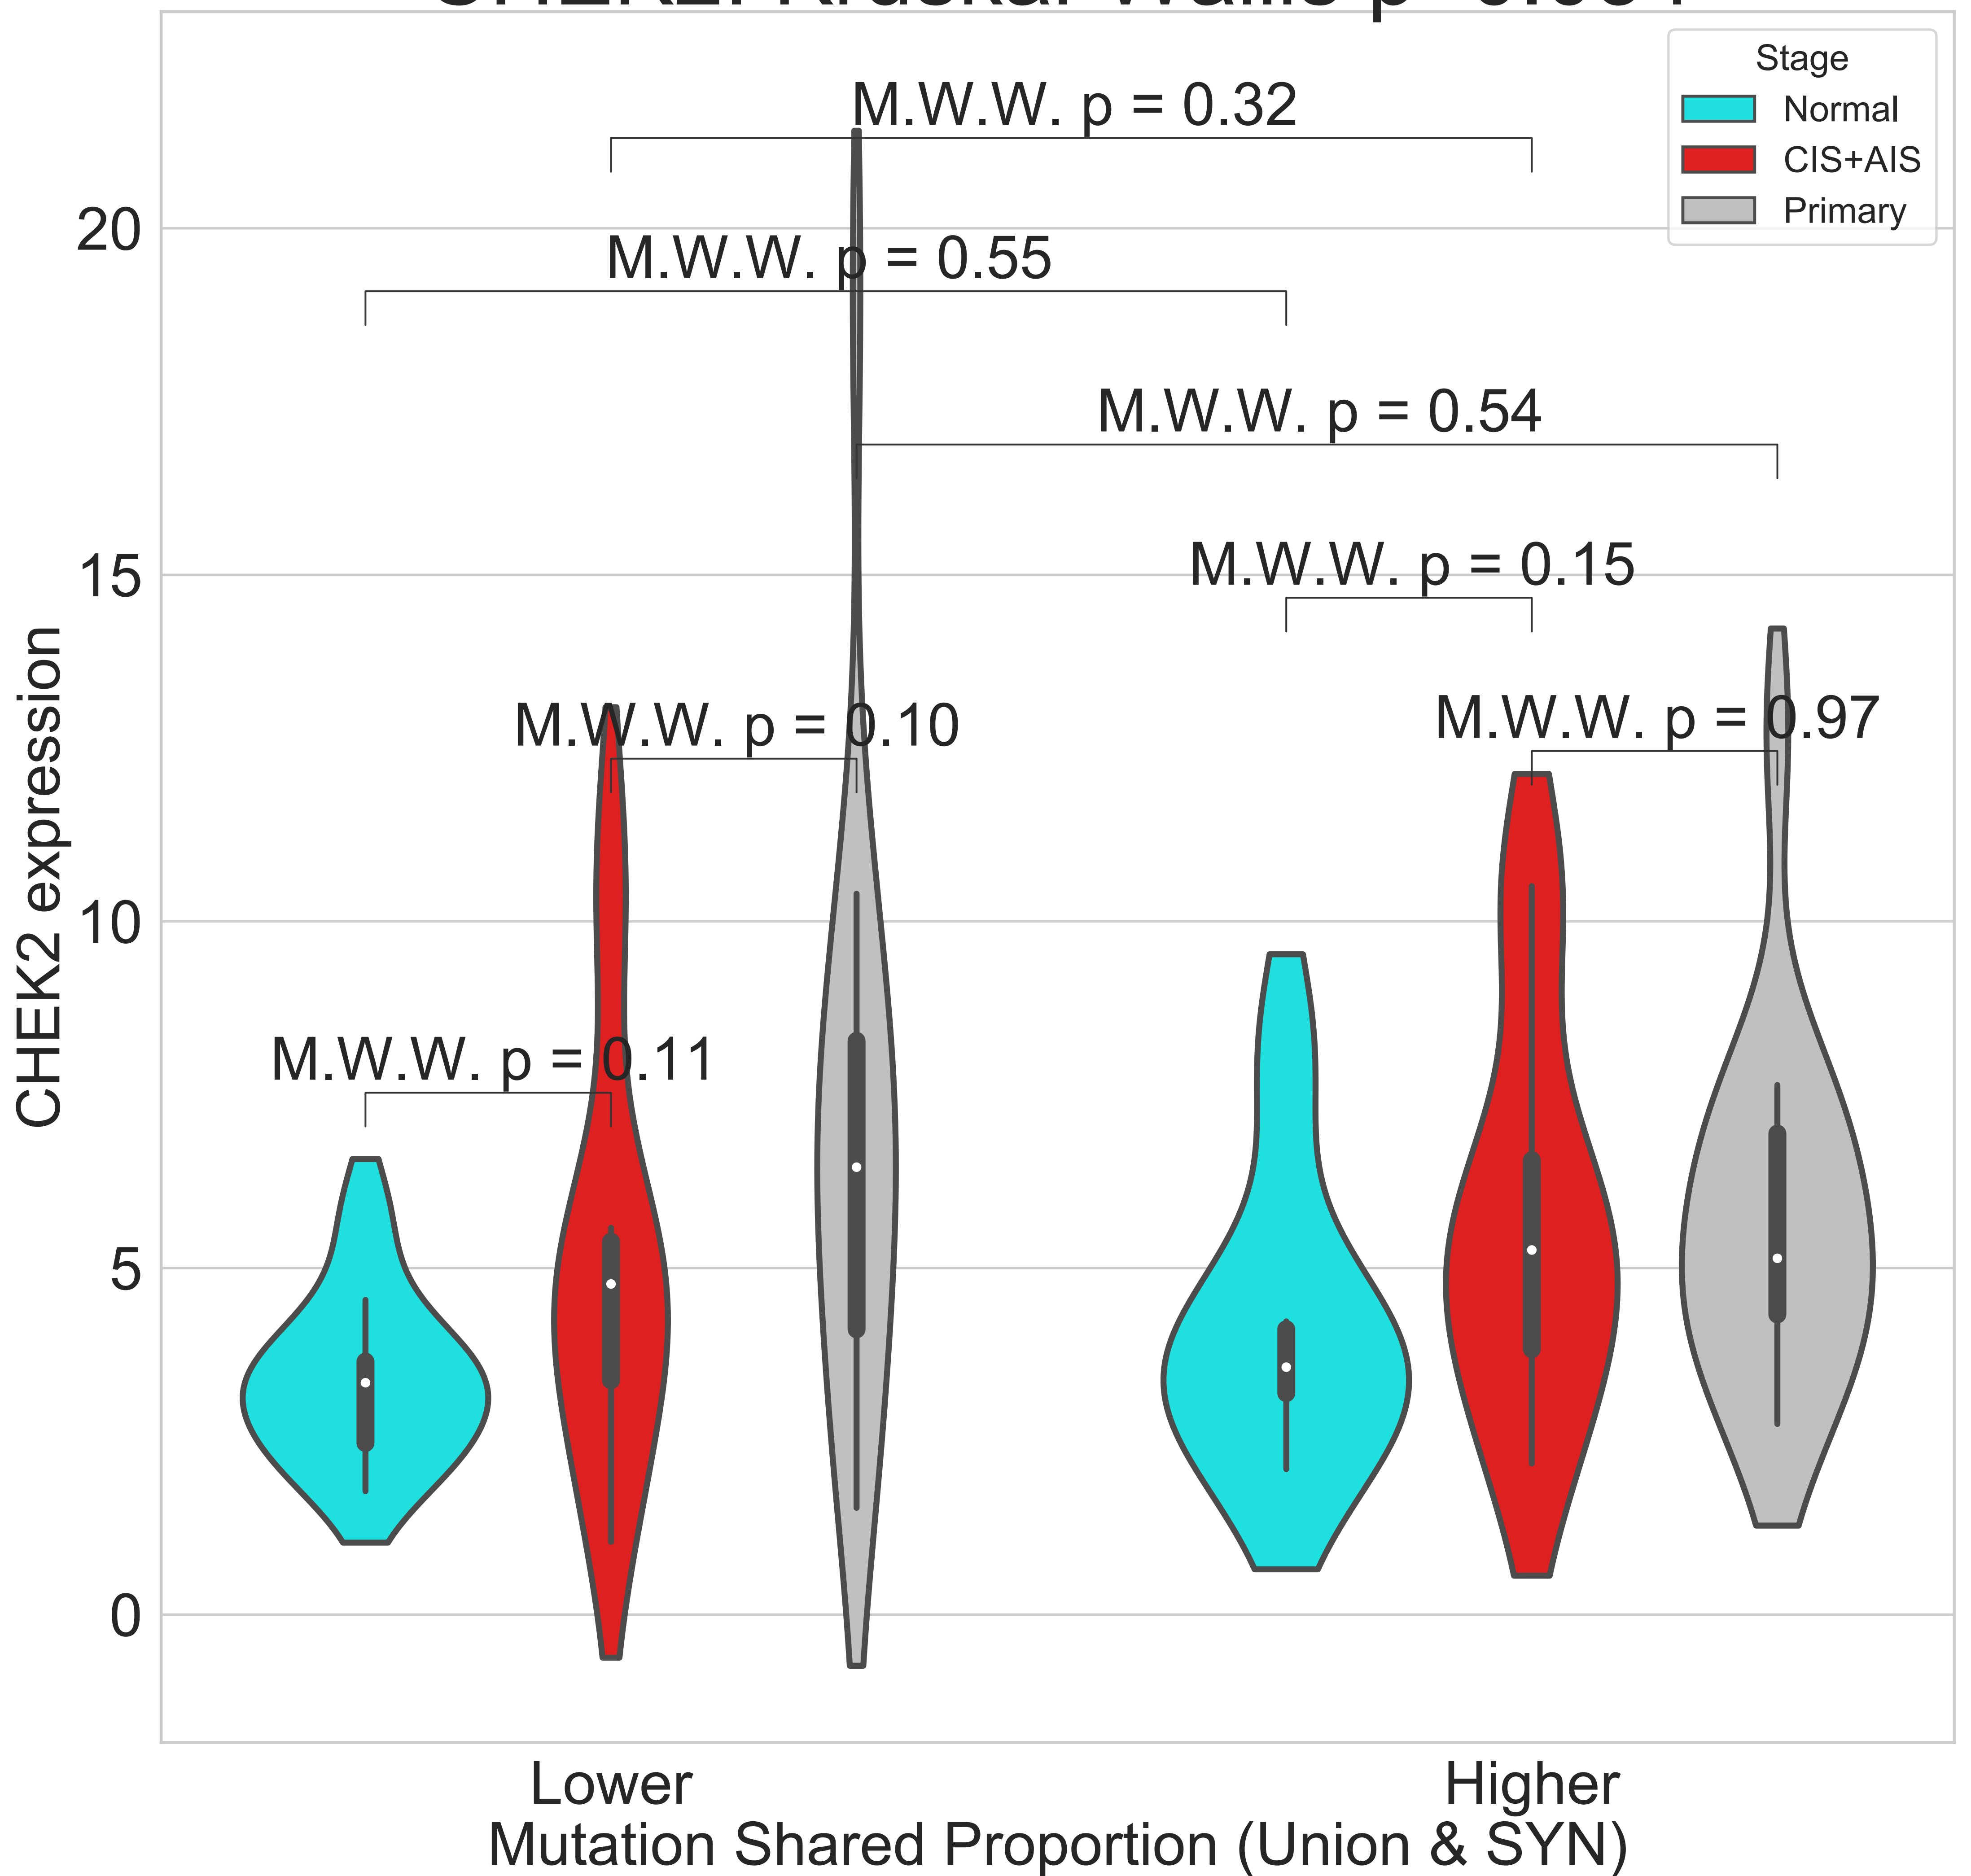 Stage
Normal
CIS+AIS
Primary
M.W.W. p = 0.32
M.W.W. p = 0.55
M.W.W. p = 0.54
M.W.W. p = 0.15
M.W.W. p = 0.10
M.W.W. p = 0.97
M.W.W. p = 0.11
20
15
10
5
0
CHEK2 expression
Lower
Higher
Mutation Shared Proportion (Union & SYN)